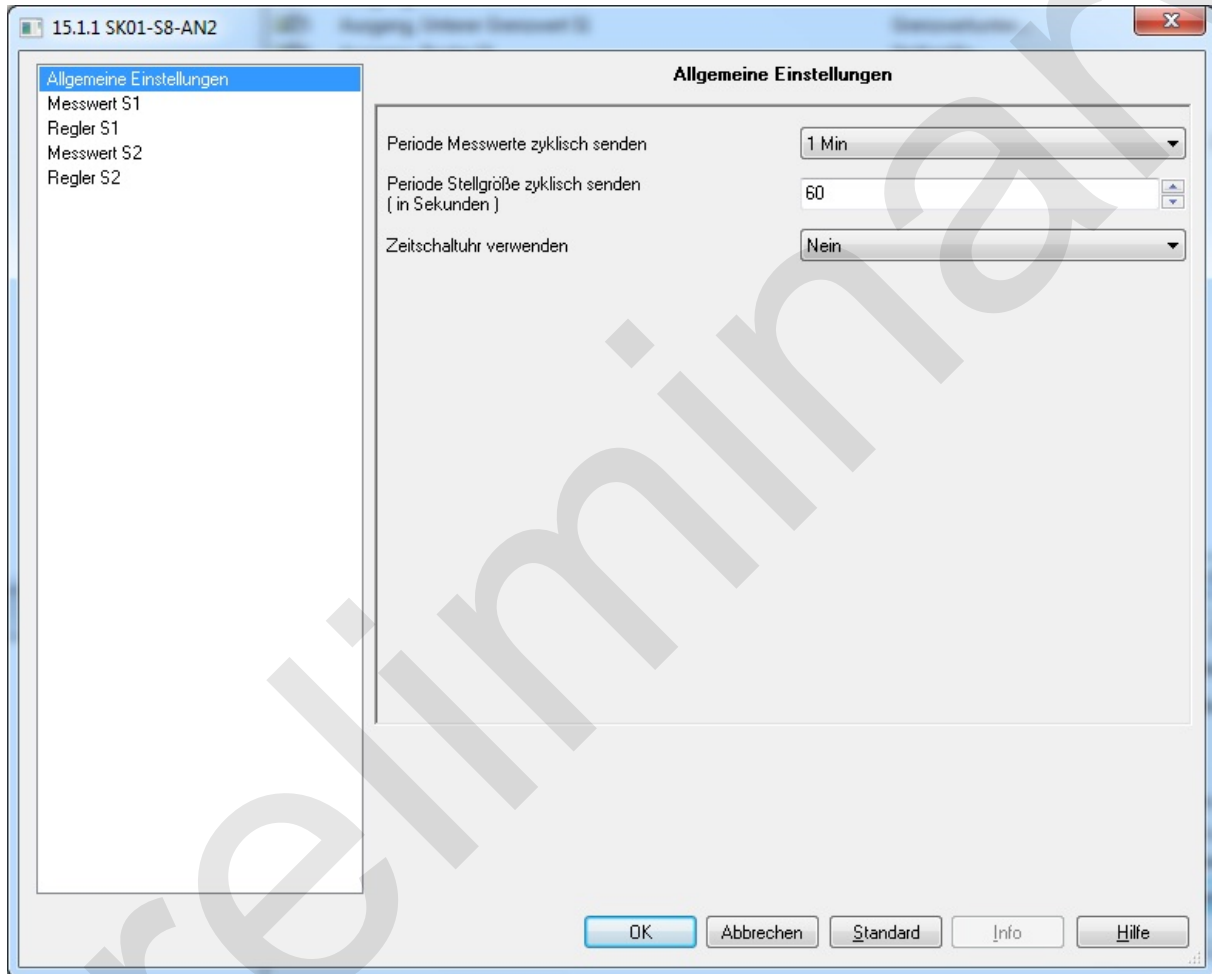 15.1.1 SK01-S8-AN2
Allgemeine Einstellungen
Messwert S1
Regler S1
Messwert S2
Regler S2
Allgemeine Einstellungen
Periode Messwerte zyklisch senden
1 Min
Periode Stellgröße zyklisch senden
( in Sekunden )
60
Zeitschaltuhr verwenden
Nein
OK
Abbrechen
Standard
Info
Hilfe
reliminar